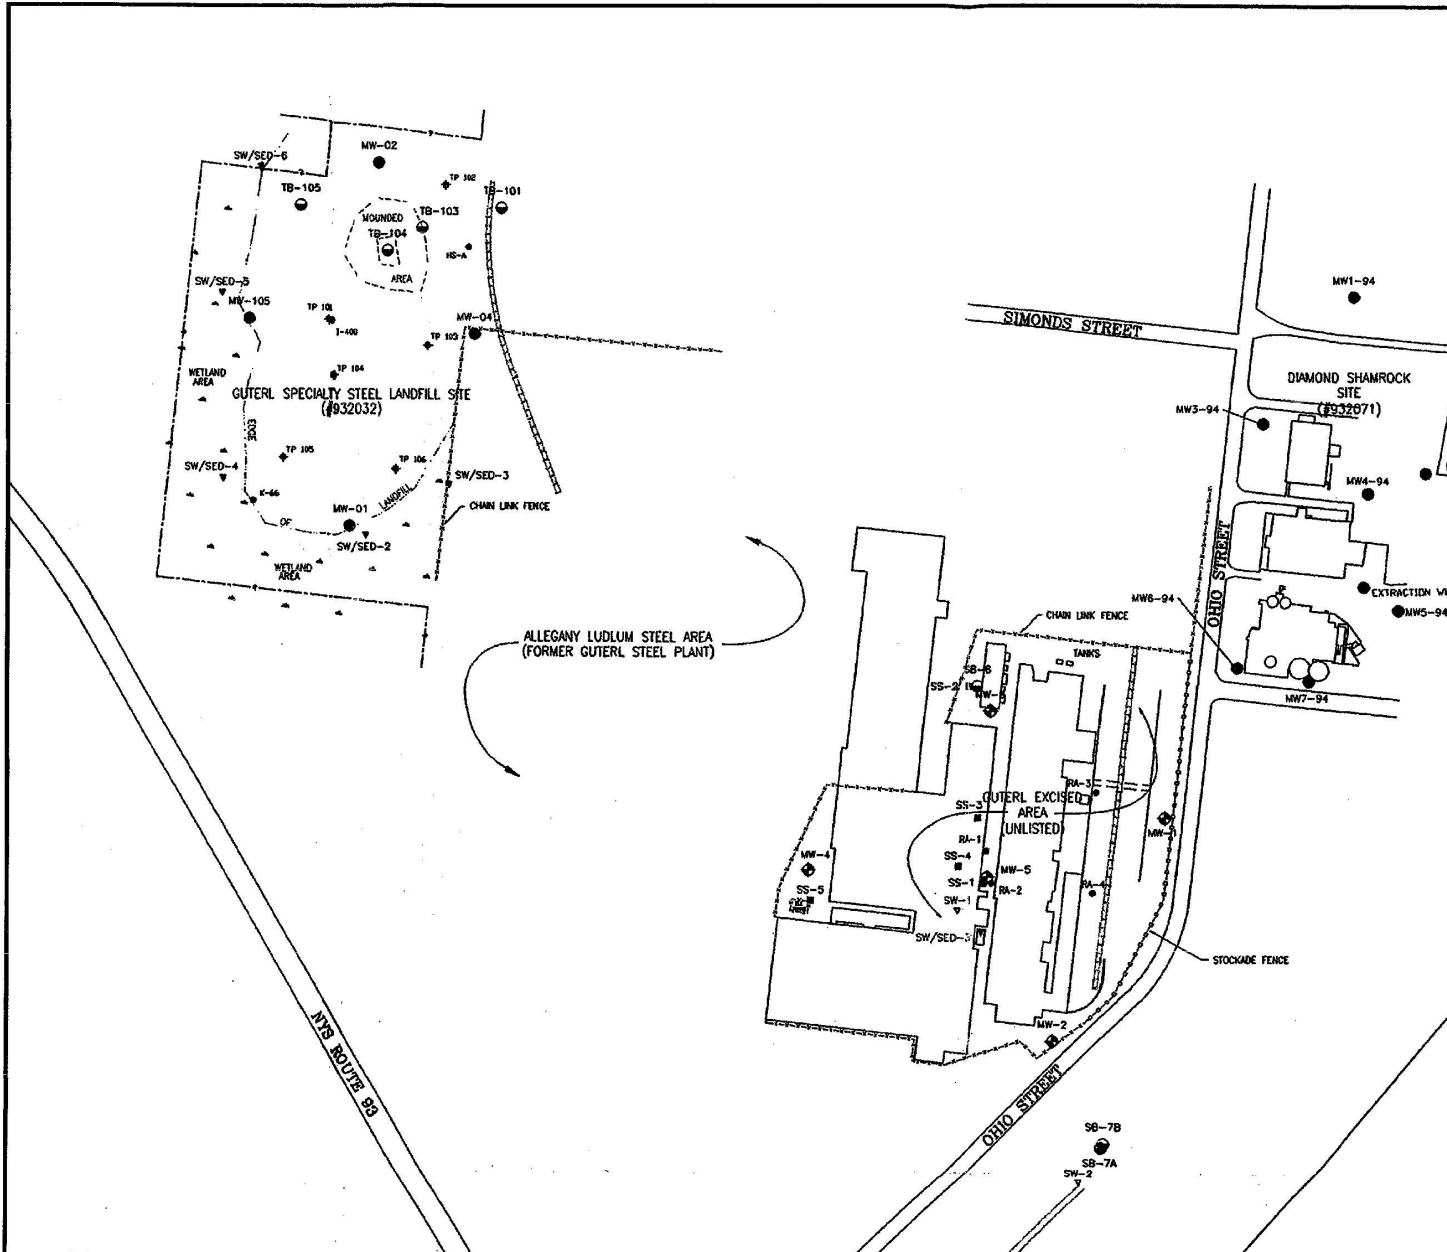 MW-02
SW/SED-6
TP 102
TB-105
TB-101
MOUNDED
TB-103
TB-104
HS-A
AREA
SW/SED-5
MW-105
TP 101
I-400
MW-04
TP 103
WETLAND
AREA
TP 104
GUTERL SPECIALTY STEEL LANDFILL SITE
(#932032)
EDGE
TP 105
TP 106
SW/SED-4
SW/SED-3
K-66
LANDFILL
CHAIN LINK FENCE
MW-01
OF
SW/SED-2
WETLAND
AREA
SIMONDS STREET
MW1-94
DIAMOND SHAMROCK
SITE
(#932071)
MW3-94
MW4-94
OHIO STREET
EXTRACTION
MW6-94
MW5-94
MW7-94
ALLEGANY LUDLUM STEEL AREA
(FORMER GUTERL STEEL PLANT)
CHAIN LINK FENCE
TANKS
SB-6
SS-2
RA-3
GUTERL EXCISED
AREA
(UNLISTED)
SS-3
MW-1
RA-1
MW-4
SS-4
MW-5
SS-1
RA-2
RA-4
SS-5
SW-1
SW/SED-3
STOCKADE FENCE
MW-2
NYS ROUTE 93
OHIO STREET
SB-7B
SB-7A
SW-2